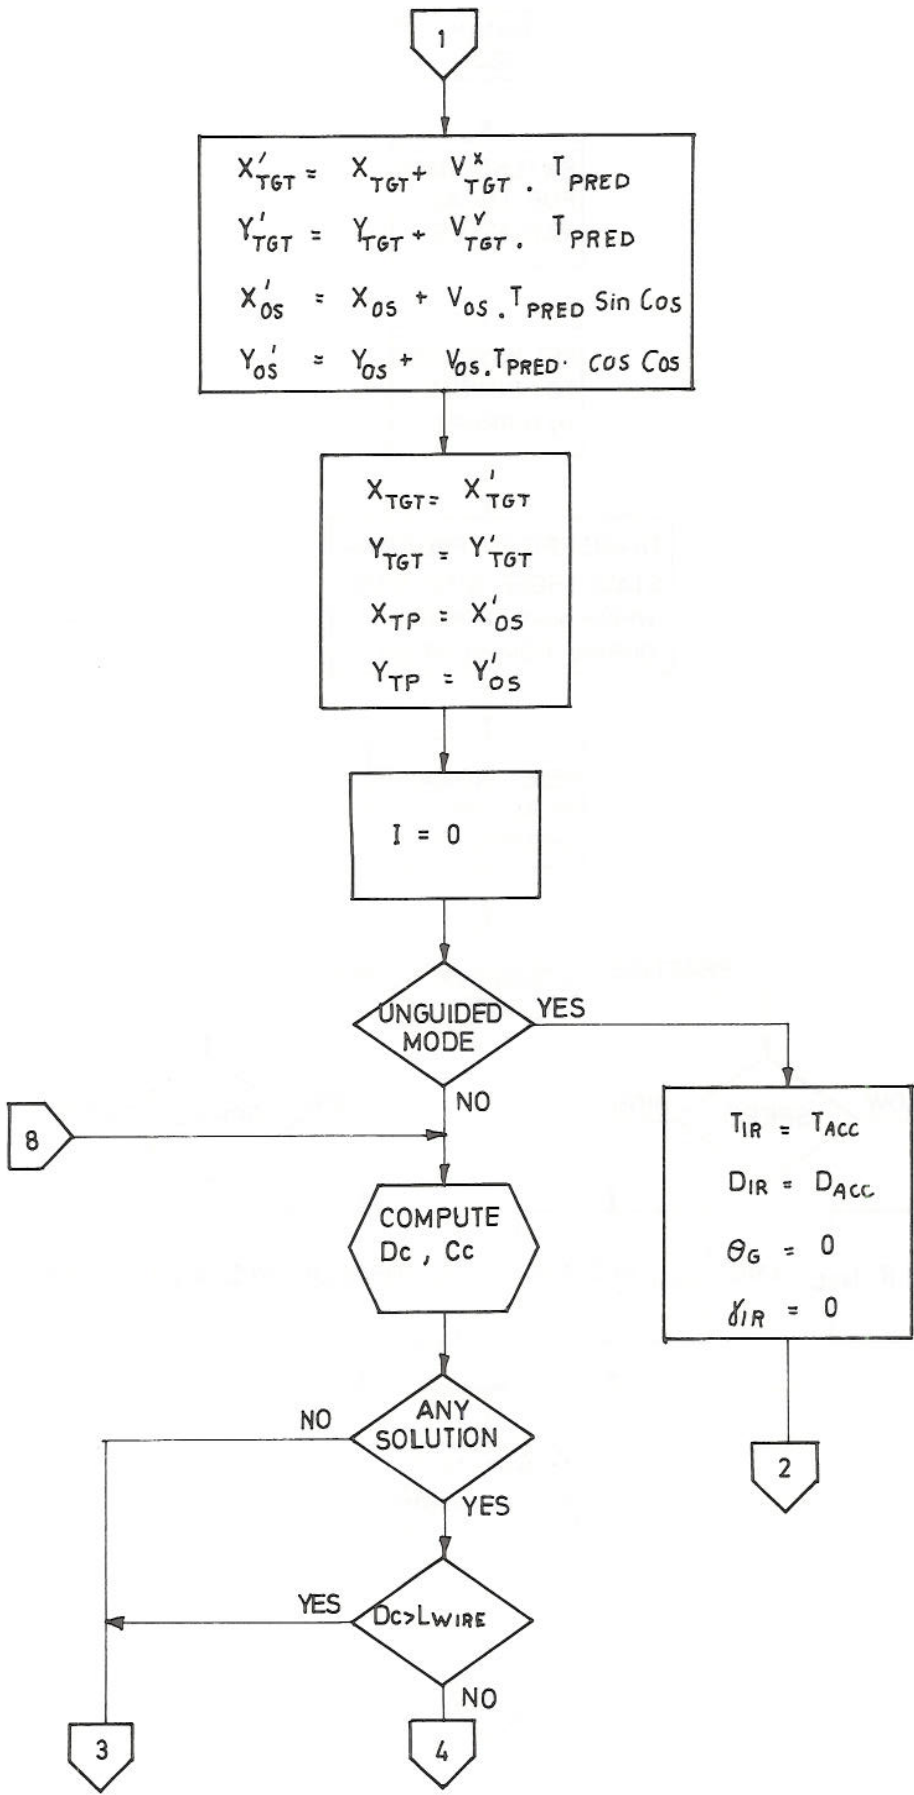 1
X'TGT = XTGT + VˣTGT . TPRED
Y'TGT = YTGT + VʸTGT . TPRED
X'OS = XOS + VOS . TPRED Sin Cos
YOS' = YOS + VOS . TPRED . cos Cos
XTGT = X'TGT
YTGT = Y'TGT
XTP = X'OS
YTP = Y'OS
I = 0
UNGUIDED
MODE
YES
NO
8
TIR = TACC
DIR = DACC
θG = 0
γIR = 0
COMPUTE
Dc , Cc
ANY
SOLUTION
NO
YES
2
Dc>LWIRE
YES
NO
3
4